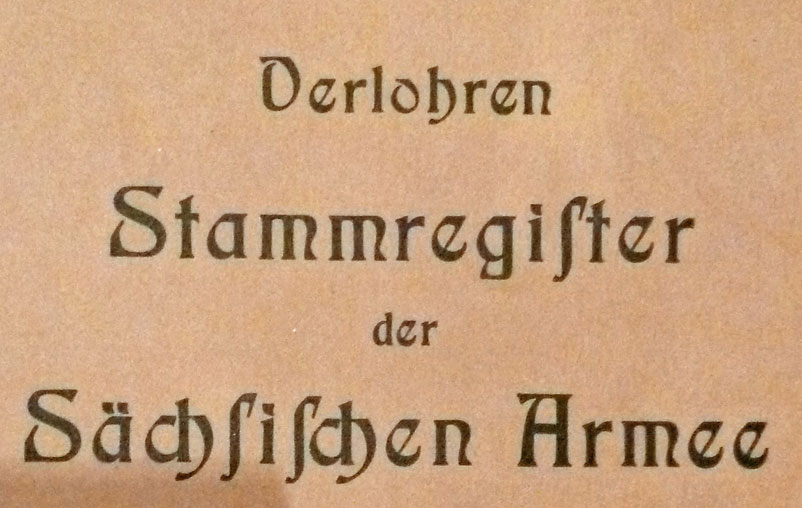 Verlohren
Stammregiſter
der
Sächſiſchen Armee